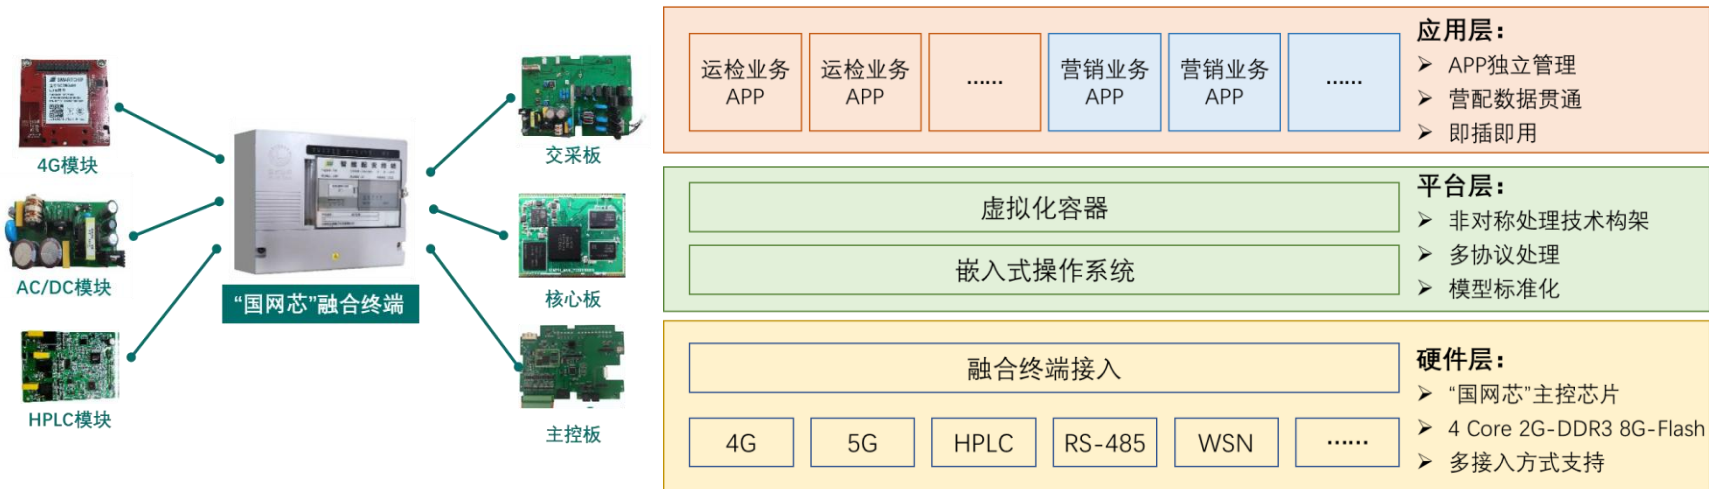 4G模块
AC/DC模块
HPLC模块
“国网芯”融合终端
交采板
核心板
主控板
运检业务
APP
运检业务
APP
……
营销业务
APP
营销业务
APP
……
应用层：
➢ APP独立管理
➢ 营配数据贯通
➢ 即插即用
虚拟化容器
嵌入式操作系统
平台层：
➢ 非对称处理技术构架
➢ 多协议处理
➢ 模型标准化
融合终端接入
4G
5G
HPLC
RS-485
WSN
……
硬件层：
➢ “国网芯”主控芯片
➢ 4 Core 2G-DDR3 8G-Flash
➢ 多接入方式支持